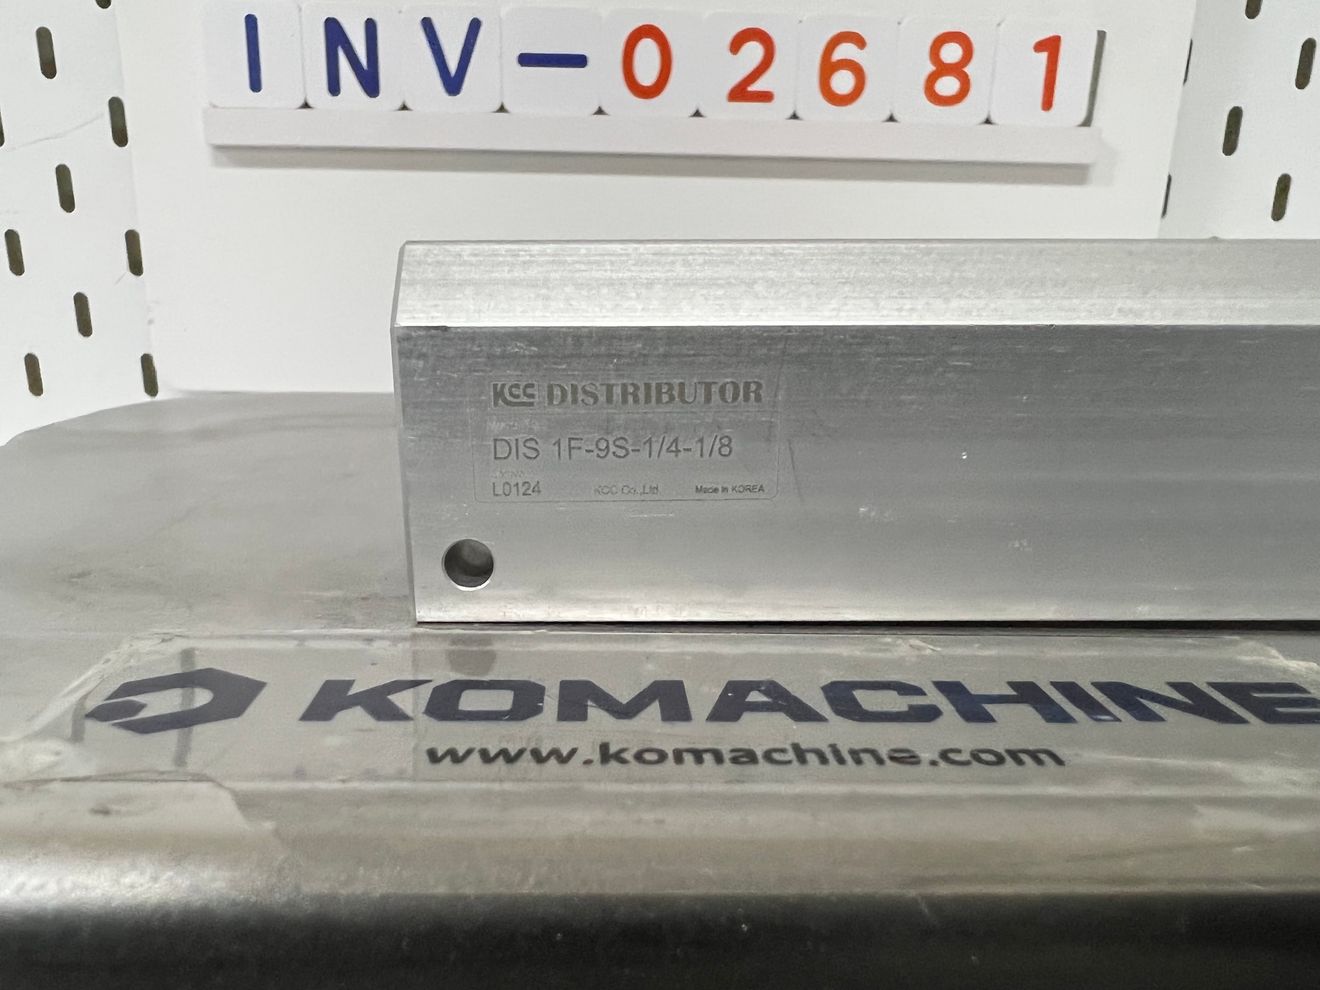 INV-02681
KCC DISTRIBUTOR
DIS 1F-9S-1/4-1/8
L0124 KCC Co.,Ltd. Made in KOREA
KOMACHINE
www.komachine.com